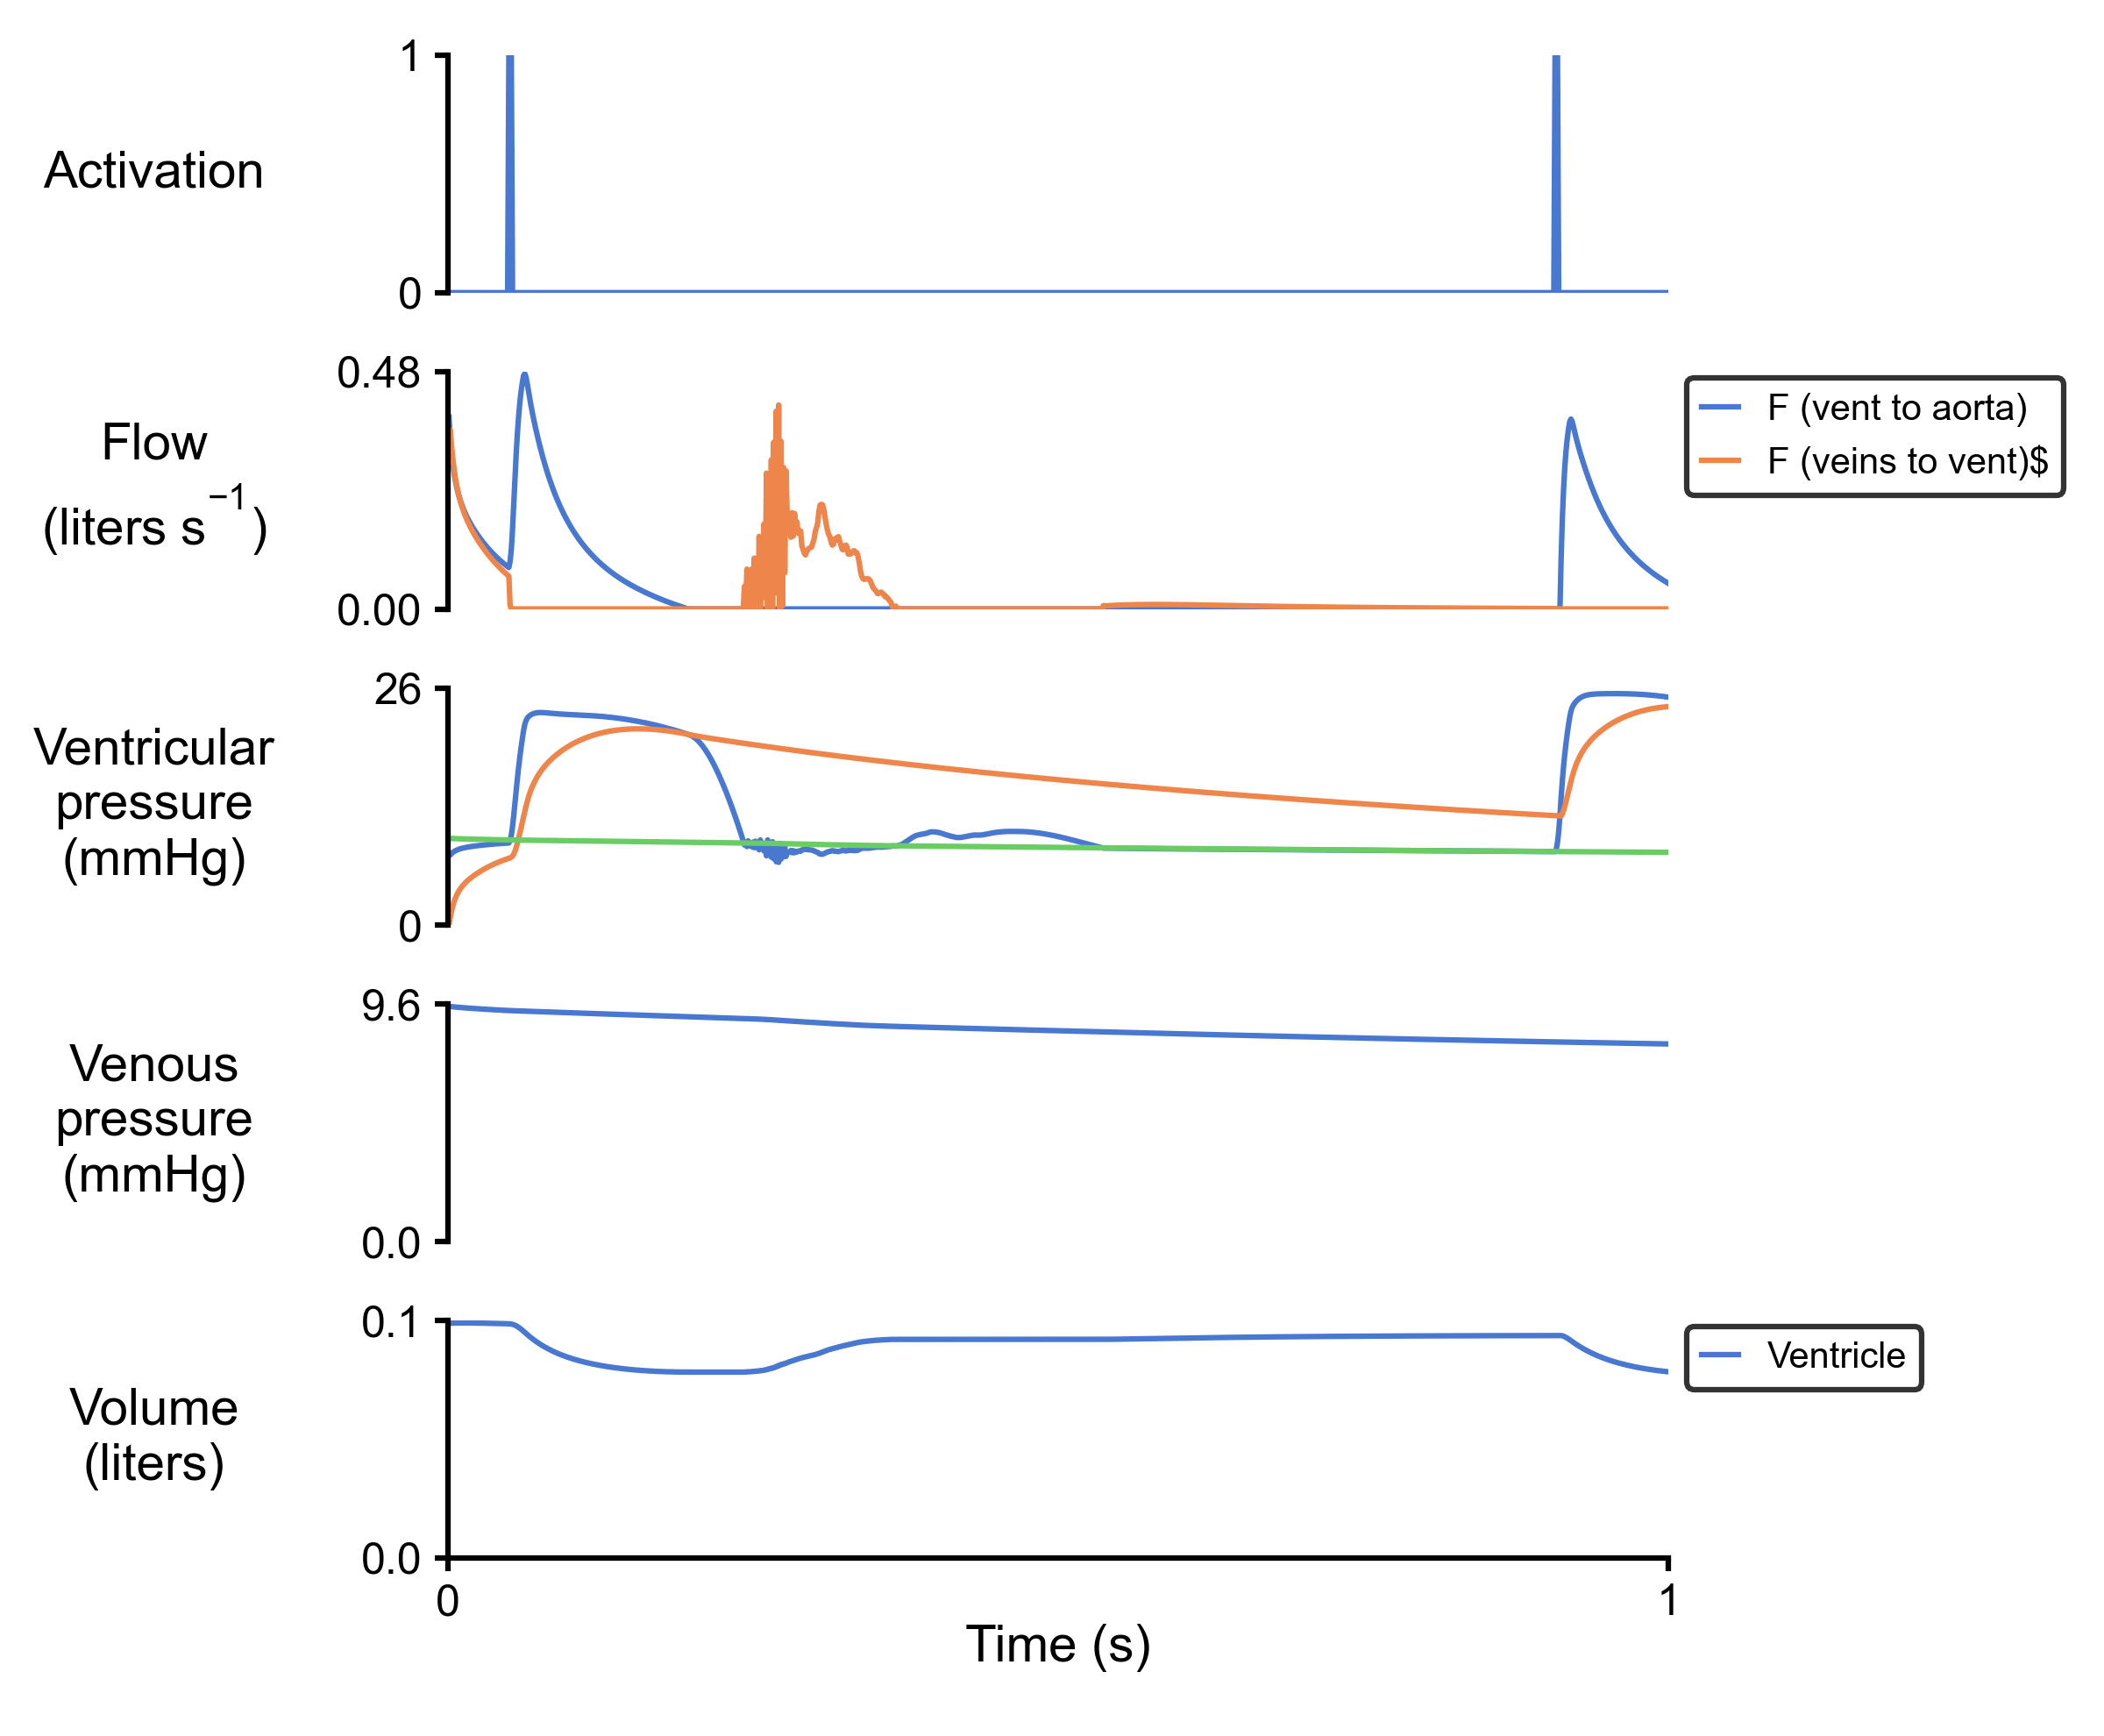 1
Activation
0
0.48
F (vent to aorta)
Flow
F (veins to vent)$
(liters s⁻¹)
0.00
26
Ventricular
pressure
(mmHg)
0
9.6
Venous
pressure
(mmHg)
0.0
0.1
Ventricle
Volume
(liters)
0.0
0
1
Time (s)